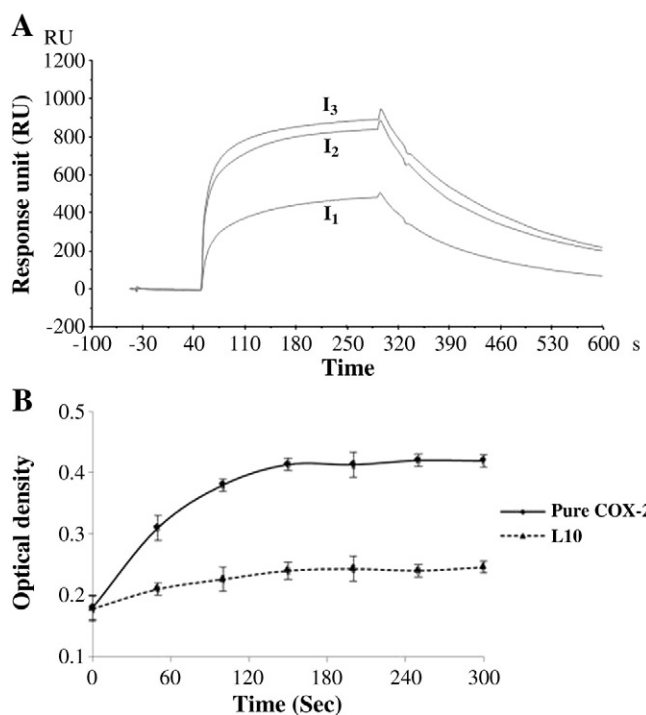 A
RU
1200
1000
800
600
400
200
0
-200
Response unit (RU)
I3
I2
I1
-100 -30 40 110 180 250 320 390 460 530 600 s
Time
B
0.5
0.4
0.3
0.2
0.1
Optical density
Pure COX-2
L10
0 60 120 180 240 300
Time (Sec)